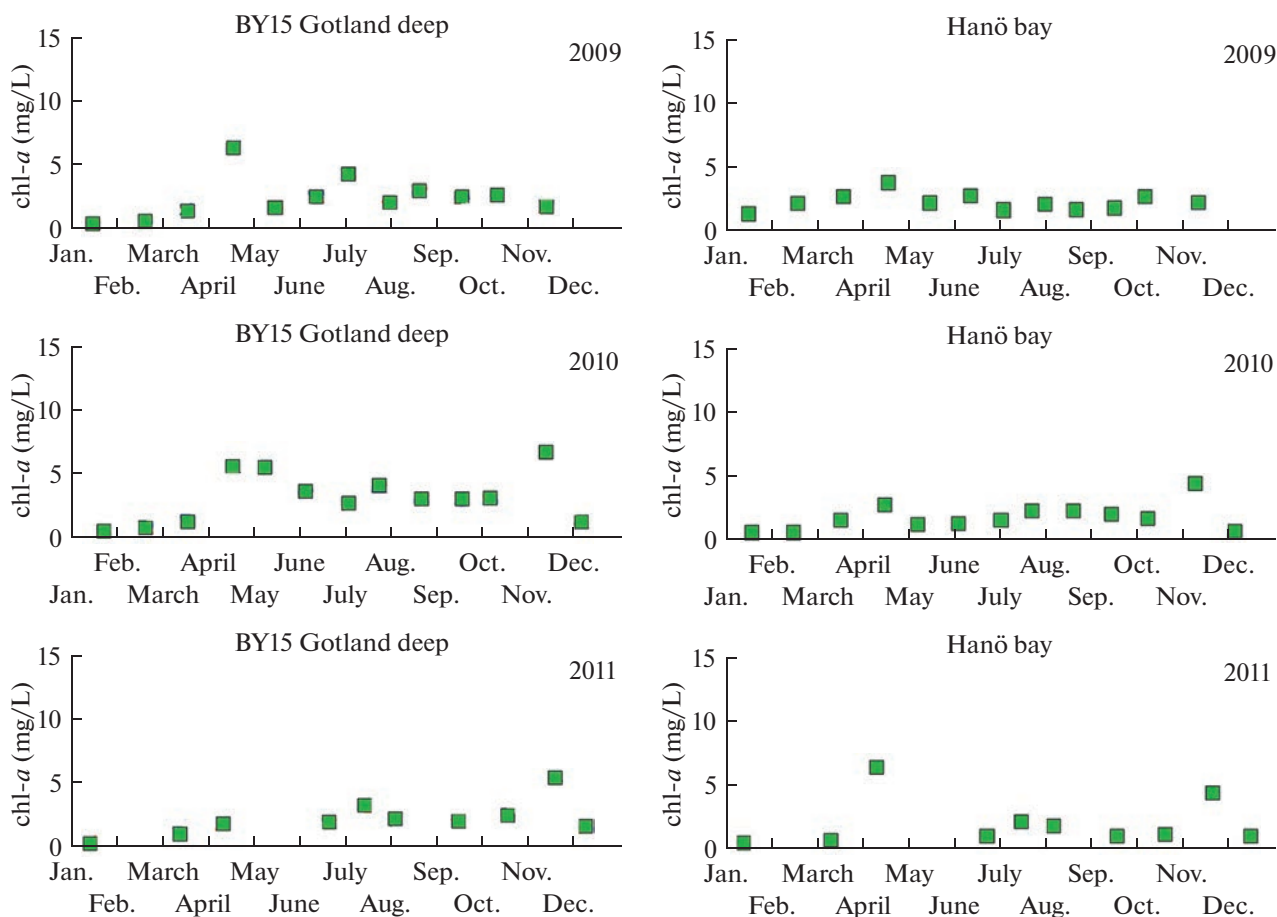 BY15 Gotland deep
2009
chl-a (mg/L)
15
10
5
0
Jan. March May July Sep. Nov.
Feb. April June Aug. Oct. Dec.
Hanö bay
2009
chl-a (mg/L)
15
10
5
0
Jan. March May July Sep. Nov.
Feb. April June Aug. Oct. Dec.
BY15 Gotland deep
2010
chl-a (mg/L)
15
10
5
0
Feb. April June Aug. Oct. Dec.
Jan. March May July Sep. Nov.
Hanö bay
2010
chl-a (mg/L)
15
10
5
0
Feb. April June Aug. Oct. Dec.
Jan. March May July Sep. Nov.
BY15 Gotland deep
2011
chl-a (mg/L)
15
10
5
0
Jan. March May July Sep. Nov.
Feb. April June Aug. Oct. Dec.
Hanö bay
2011
chl-a (mg/L)
15
10
5
0
Jan. March May July Sep. Nov.
Feb. April June Aug. Oct. Dec.